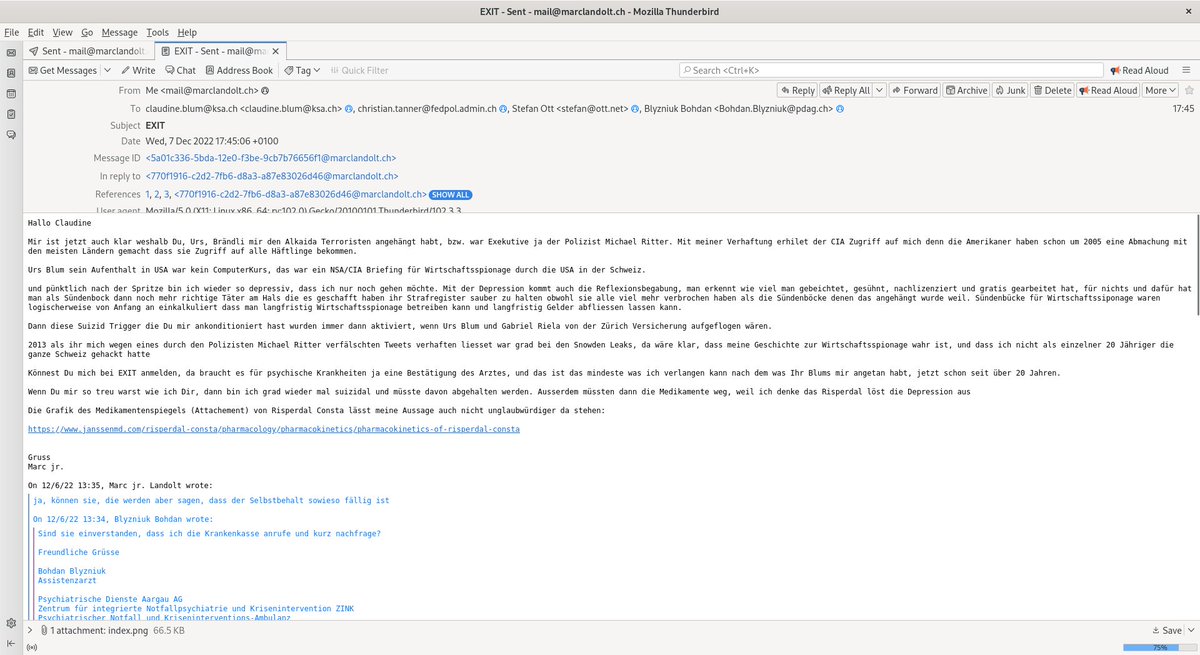 EXIT - Sent - mail@marclandolt.ch - Mozilla Thunderbird
File Edit View Go Message Tools Help
Sent - mail@marclandolt.
EXIT - Sent - mail@ma
Get Messages Write Chat Address Book Tag Quick Filter Search <Ctrl+K> Read Aloud
From Me <mail@marclandolt.ch> Reply Reply All Forward Archive Junk Delete Read Aloud More
To claudine.blum@ksa.ch <claudine.blum@ksa.ch>, christian.tanner@fedpol.admin.ch, Stefan Ott <stefan@ott.net>, Blyzniuk Bohdan <Bohdan.Blyzniuk@pdag.ch> 17:45
Subject EXIT
Date Wed, 7 Dec 2022 17:45:06 +0100
Message ID <5a01c336-5bda-12e0-f3be-9cb7b76656f1@marclandolt.ch>
In reply to <770f1916-c2d2-7fb6-d8a3-a87e83026d46@marclandolt.ch>
References 1, 2, 3, <770f1916-c2d2-7fb6-d8a3-a87e83026d46@marclandolt.ch> SHOW ALL
User agent Mozilla/5.0 (X11; Linux x86_64; rv:102.0) Gecko/20100101 Thunderbird/102.3.3
Hallo Claudine
Mir ist jetzt auch klar weshalb Du, Urs, Brändli mir den Alkaida Terroristen angehängt habt, bzw. war Exekutive ja der Polizist Michael Ritter. Mit meiner Verhaftung erhilet der CIA Zugriff auf mich denn die Amerikaner haben schon um 2005 eine Abmachung mit
den meisten Ländern gemacht dass sie Zugriff auf alle Häftlinge bekommen.
Urs Blum sein Aufenthalt in USA war kein ComputerKurs, das war ein NSA/CIA Briefing für Wirtschaftsspionage durch die USA in der Schweiz.
und pünktlich nach der Spritze bin ich wieder so depressiv, dass ich nur noch gehen möchte. Mit der Depression kommt auch die Reflexionsbegabung, man erkennt wie viel man gebeichtet, gesühnt, nachlizenziert und gratis gearbeitet hat, für nichts und dafür hat
man als Sündenbock dann noch mehr richtige Täter am Hals die es geschafft haben ihr Strafregister sauber zu halten obwohl sie alle viel mehr verbrochen haben als die Sündenböcke denen das angehängt wurde weil. Sündenbücke für Wirtschaftssiponage waren
logischerweise von Anfang an einkalkuliert dass man langfristig Wirtschaftsspionage betreiben kann und langfristig Gelder abfliessen lassen kann.
Dann diese Suizid Trigger die Du mir ankonditioniert hast wurden immer dann aktiviert, wenn Urs Blum und Gabriel Riela von der Zürich Versicherung aufgeflogen wären.
2013 als ihr mich wegen eines durch den Polizisten Michael Ritter verfälschten Tweets verhaften liesset war grad bei den Snowden Leaks, da wäre klar, dass meine Geschichte zur Wirtschaftsspionage wahr ist, und dass ich nicht als einzelner 20 Jähriger die
ganze Schweiz gehackt hatte
Könnest Du mich bei EXIT anmelden, da braucht es für psychische Krankheiten ja eine Bestätigung des Arztes, und das ist das mindeste was ich verlangen kann nach dem was Ihr Blums mir angetan habt, jetzt schon seit über 20 Jahren.
Wenn Du mir so treu warst wie ich Dir, dann bin ich grad wieder mal suizidal und müsste davon abgehalten werden. Ausserdem müssten dann die Medikamente weg, weil ich denke das Risperdal löst die Depression aus
Die Grafik des Medikamentenspiegels (Attachement) von Risperdal Consta lässt meine Aussage auch nicht unglaubwürdiger da stehen:
https://www.janssenmd.com/risperdal-consta/pharmacology/pharmacokinetics/pharmacokinetics-of-risperdal-consta
Gruss
Marc jr.
On 12/6/22 13:35, Marc jr. Landolt wrote:
ja, können sie, die werden aber sagen, dass der Selbstbehalt sowieso fällig ist
On 12/6/22 13:34, Blyzniuk Bohdan wrote:
Sind sie einverstanden, dass ich die Krankenkasse anrufe und kurz nachfrage?
Freundliche Grüsse
Bohdan Blyzniuk
Assistenzarzt
Psychiatrische Dienste Aargau AG
Zentrum für integrierte Notfallpsychiatrie und Krisenintervention ZINK
Psychiatrischer Notfall und Kriseninterventions-Ambulanz
1 attachment: index.png 66.5 KB Save
75%